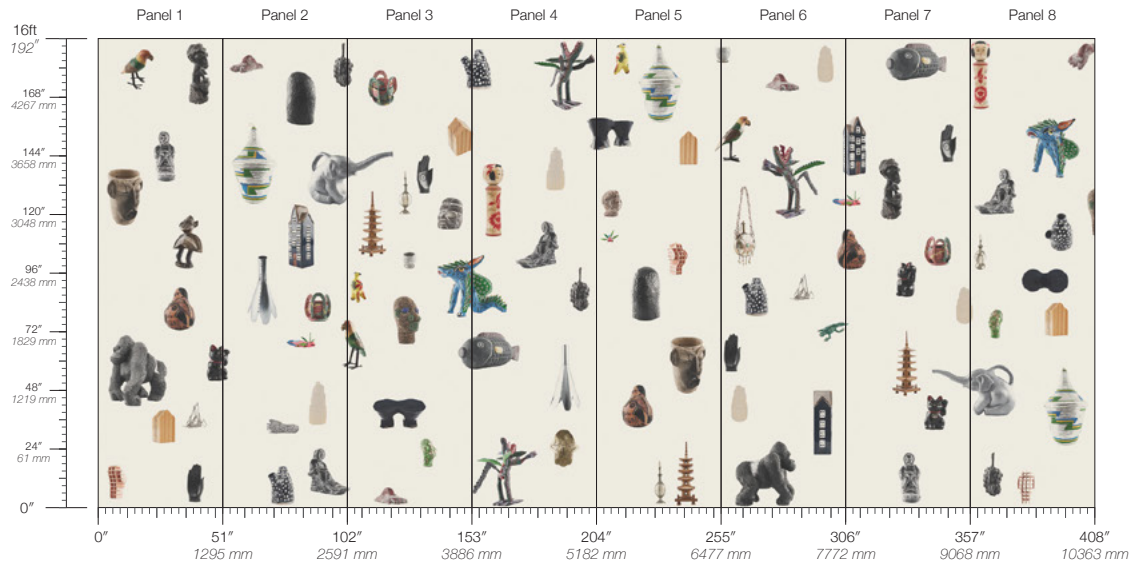 Panel 1 Panel 2 Panel 3 Panel 4 Panel 5 Panel 6 Panel 7 Panel 8
16ft
192"
168"
4267 mm
144"
3658 mm
120"
3048 mm
96"
2438 mm
72"
1829 mm
48"
1219 mm
24"
61 mm
0"
0" 51" 102" 153" 204" 255" 306" 357" 408"
1295 mm 2591 mm 3886 mm 5182 mm 6477 mm 7772 mm 9068 mm 10363 mm